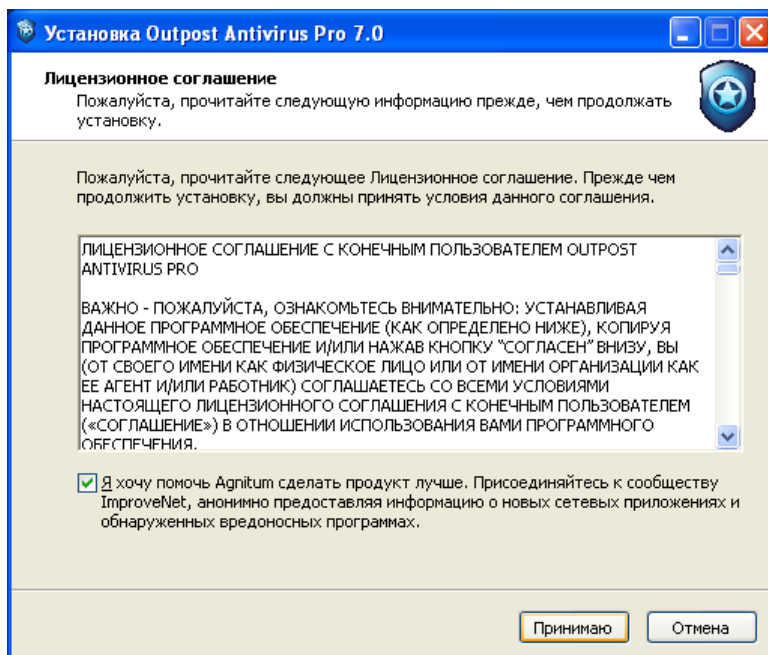 Установка Outpost Antivirus Pro 7.0
Лицензионное соглашение
Пожалуйста, прочитайте следующую информацию прежде, чем продолжать
установку.
Пожалуйста, прочитайте следующее Лицензионное соглашение. Прежде чем
продолжить установку, вы должны принять условия данного соглашения.
ЛИЦЕНЗИОННОЕ СОГЛАШЕНИЕ С КОНЕЧНЫМ ПОЛЬЗОВАТЕЛЕМ OUTPOST
ANTIVIRUS PRO
ВАЖНО - ПОЖАЛУЙСТА, ОЗНАКОМЬТЕСЬ ВНИМАТЕЛЬНО: УСТАНАВЛИВАЯ
ДАННОЕ ПРОГРАММНОЕ ОБЕСПЕЧЕНИЕ (КАК ОПРЕДЕЛЕНО НИЖЕ), КОПИРУЯ
ПРОГРАММНОЕ ОБЕСПЕЧЕНИЕ И/ИЛИ НАЖАВ КНОПКУ "СОГЛАСЕН" ВНИЗУ, ВЫ
(ОТ СВОЕГО ИМЕНИ КАК ФИЗИЧЕСКОЕ ЛИЦО ИЛИ ОТ ИМЕНИ ОРГАНИЗАЦИИ КАК
ЕЕ АГЕНТ И/ИЛИ РАБОТНИК) СОГЛАШАЕТЕСЬ СО ВСЕМИ УСЛОВИЯМИ
НАСТОЯЩЕГО ЛИЦЕНЗИОННОГО СОГЛАШЕНИЯ С КОНЕЧНЫМ ПОЛЬЗОВАТЕЛЕМ
(«СОГЛАШЕНИЕ») В ОТНОШЕНИИ ИСПОЛЬЗОВАНИЯ ВАМИ ПРОГРАММНОГО
ОБЕСПЕЧЕНИЯ.
Я хочу помочь Agnitum сделать продукт лучше. Присоединяйтесь к сообществу
ImproveNet, анонимно предоставляя информацию о новых сетевых приложениях и
обнаруженных вредоносных программах.
Принимаю
Отмена